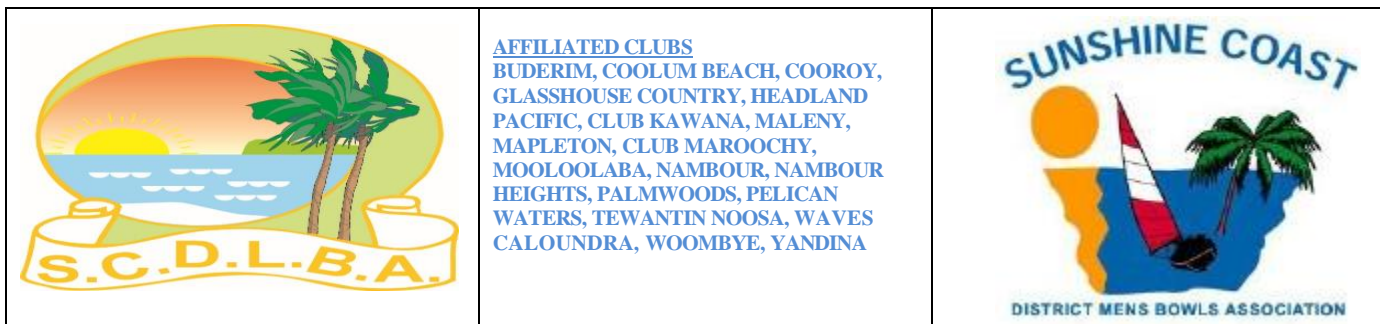 S.C.D.L.B.A.
AFFILIATED CLUBS
BUDERIM, COOLUM BEACH, COOROY,
GLASSHOUSE COUNTRY, HEADLAND
PACIFIC, CLUB KAWANA, MALENY,
MAPLETON, CLUB MAROOCHY,
MOOLOOLABA, NAMBOUR, NAMBOUR
HEIGHTS, PALMWOODS, PELICAN
WATERS, TEWANTIN NOOSA, WAVES
CALOUNDRA, WOOMBYE, YANDINA
SUNSHINE COAST
DISTRICT MENS BOWLS ASSOCIATION